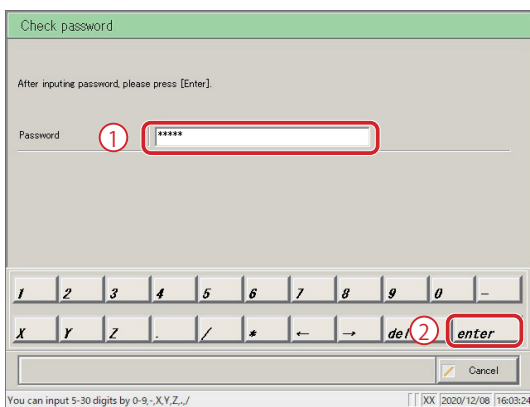 Check password
After inputing password, please press [Enter].
Password 1 *****
1 2 3 4 5 6 7 8 9 0 -
X Y Z . / * ← → del 2 enter
Cancel
You can input 5-30 digits by 0-9,-,X,Y,Z,.,/ XX 2020/12/08 16:03:24